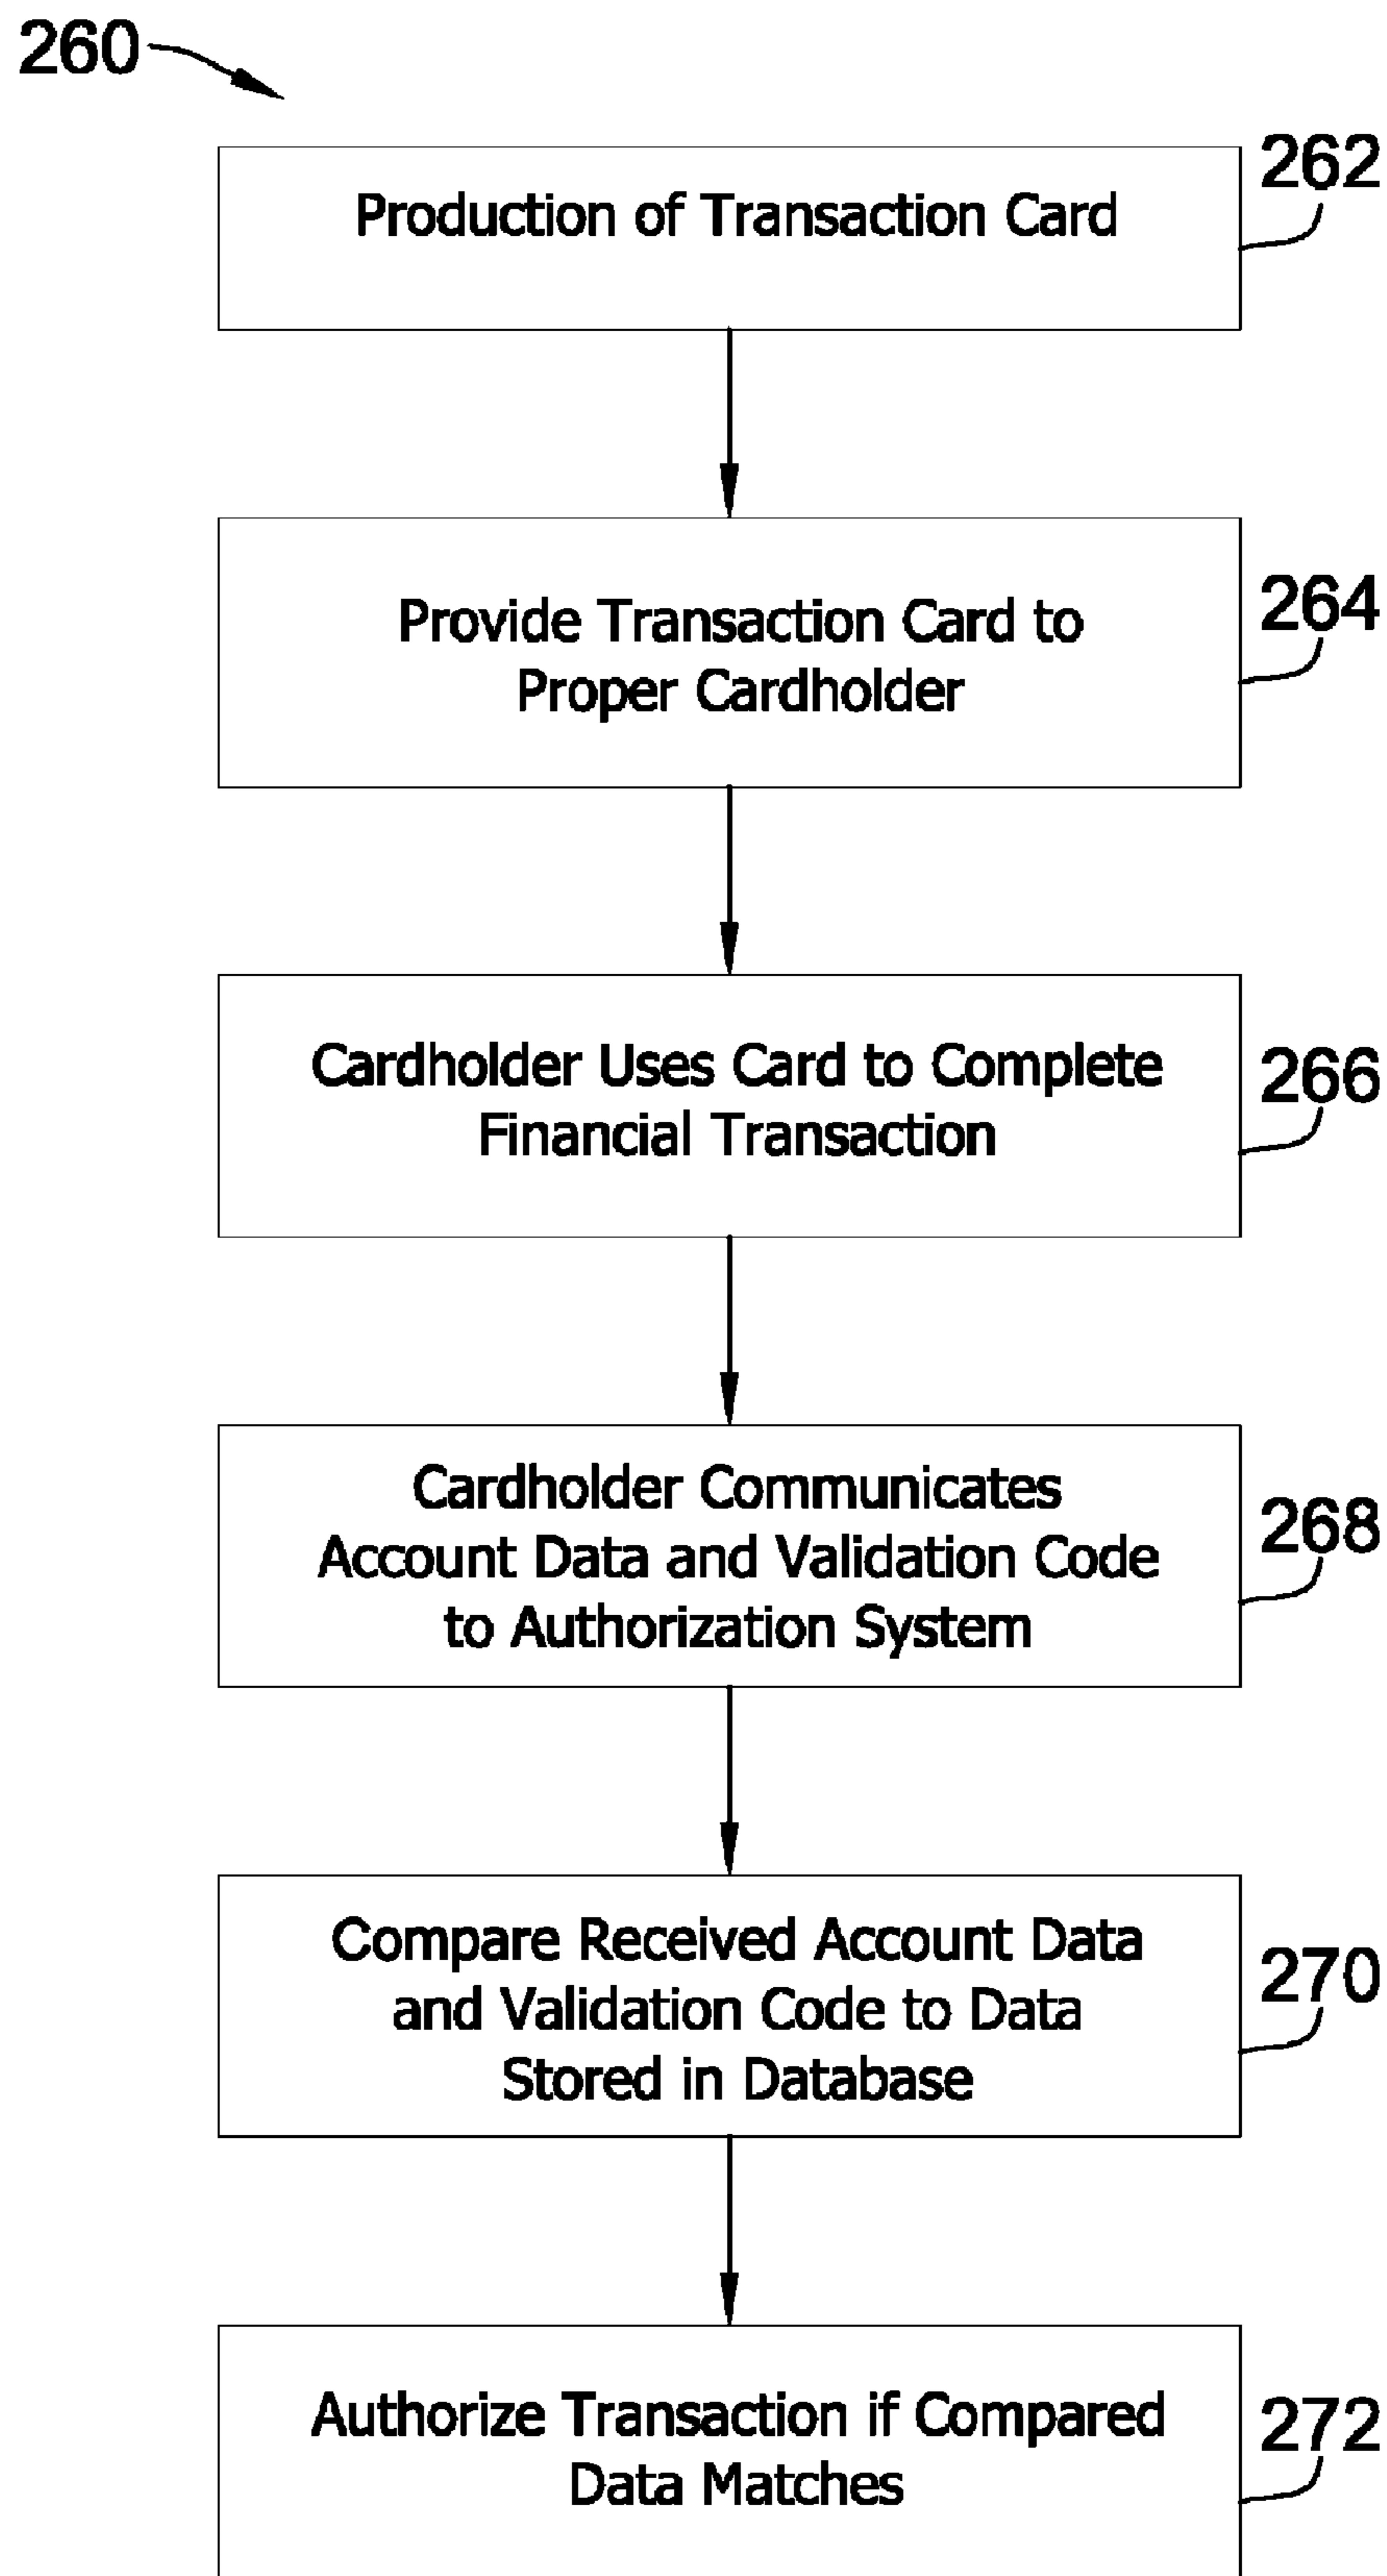 260
262
Production of Transaction Card
264
Provide Transaction Card to
Proper Cardholder
266
Cardholder Uses Card to Complete
Financial Transaction
268
Cardholder Communicates
Account Data and Validation Code
to Authorization System
270
Compare Received Account Data
and Validation Code to Data
Stored in Database
272
Authorize Transaction if Compared
Data Matches